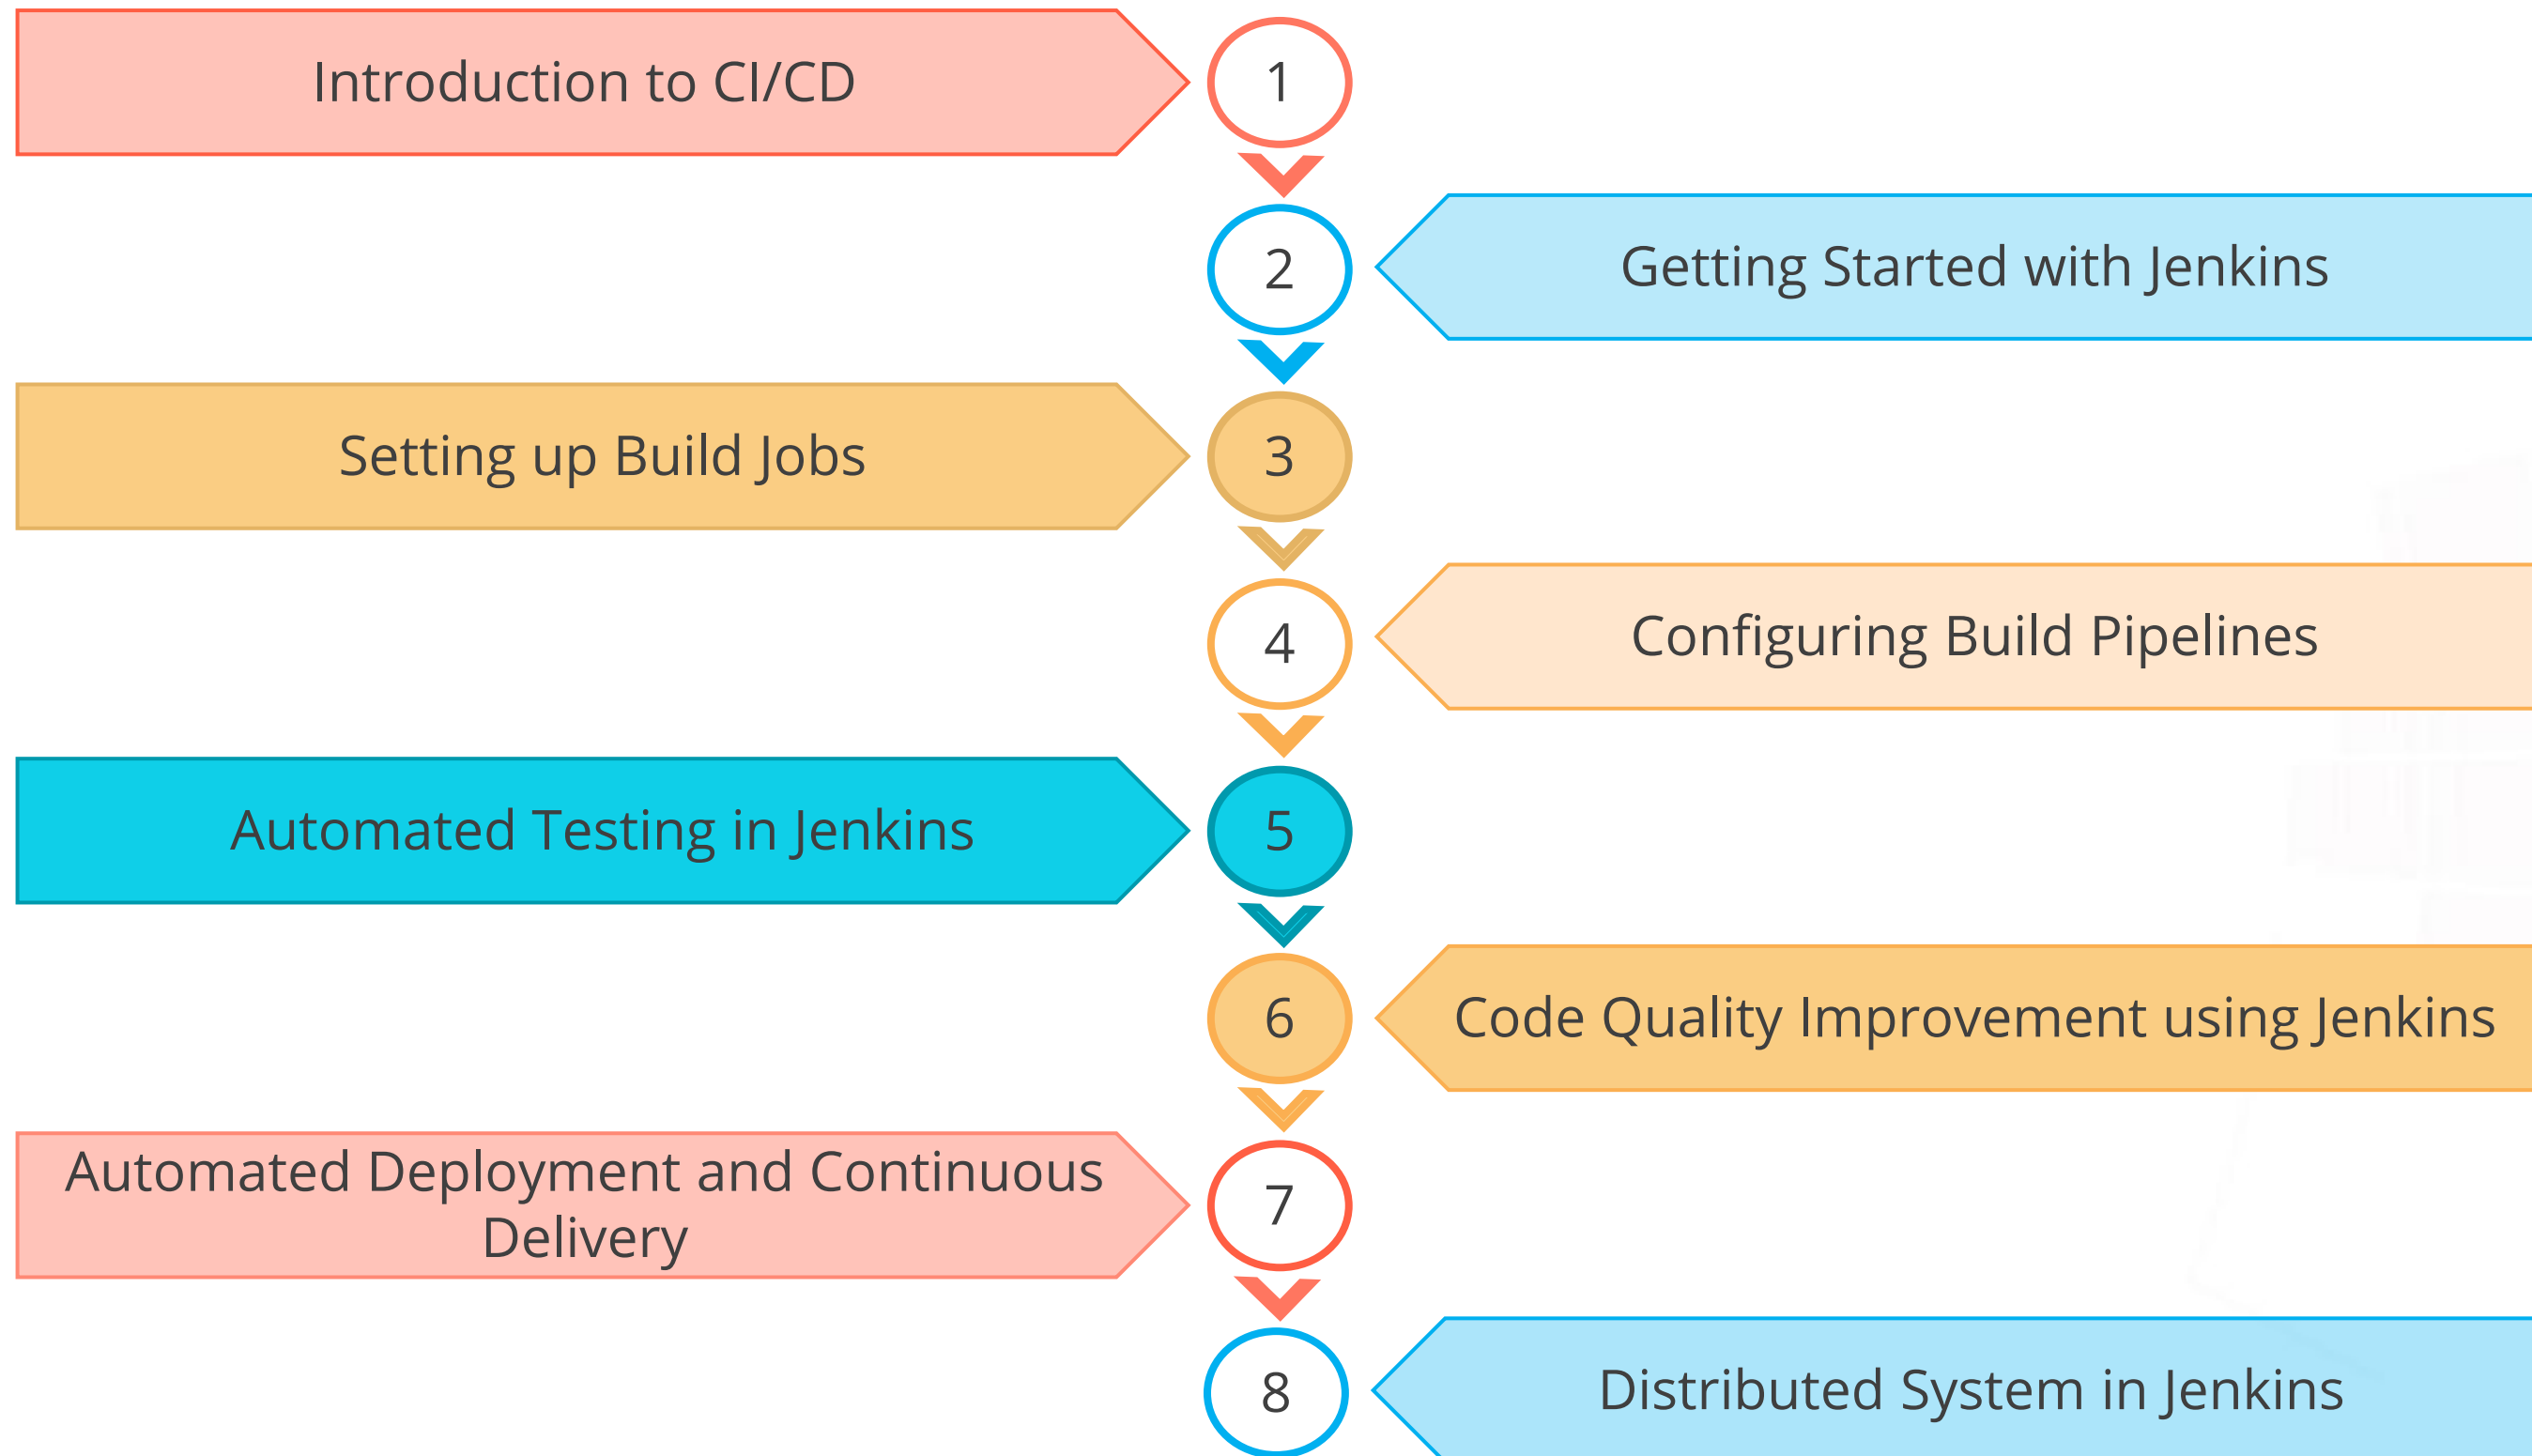 Introduction to CI/CD
1
2
Getting Started with Jenkins
Setting up Build Jobs
3
4
Configuring Build Pipelines
Automated Testing in Jenkins
5
6
Code Quality Improvement using Jenkins
Automated Deployment and Continuous
Delivery
7
8
Distributed System in Jenkins